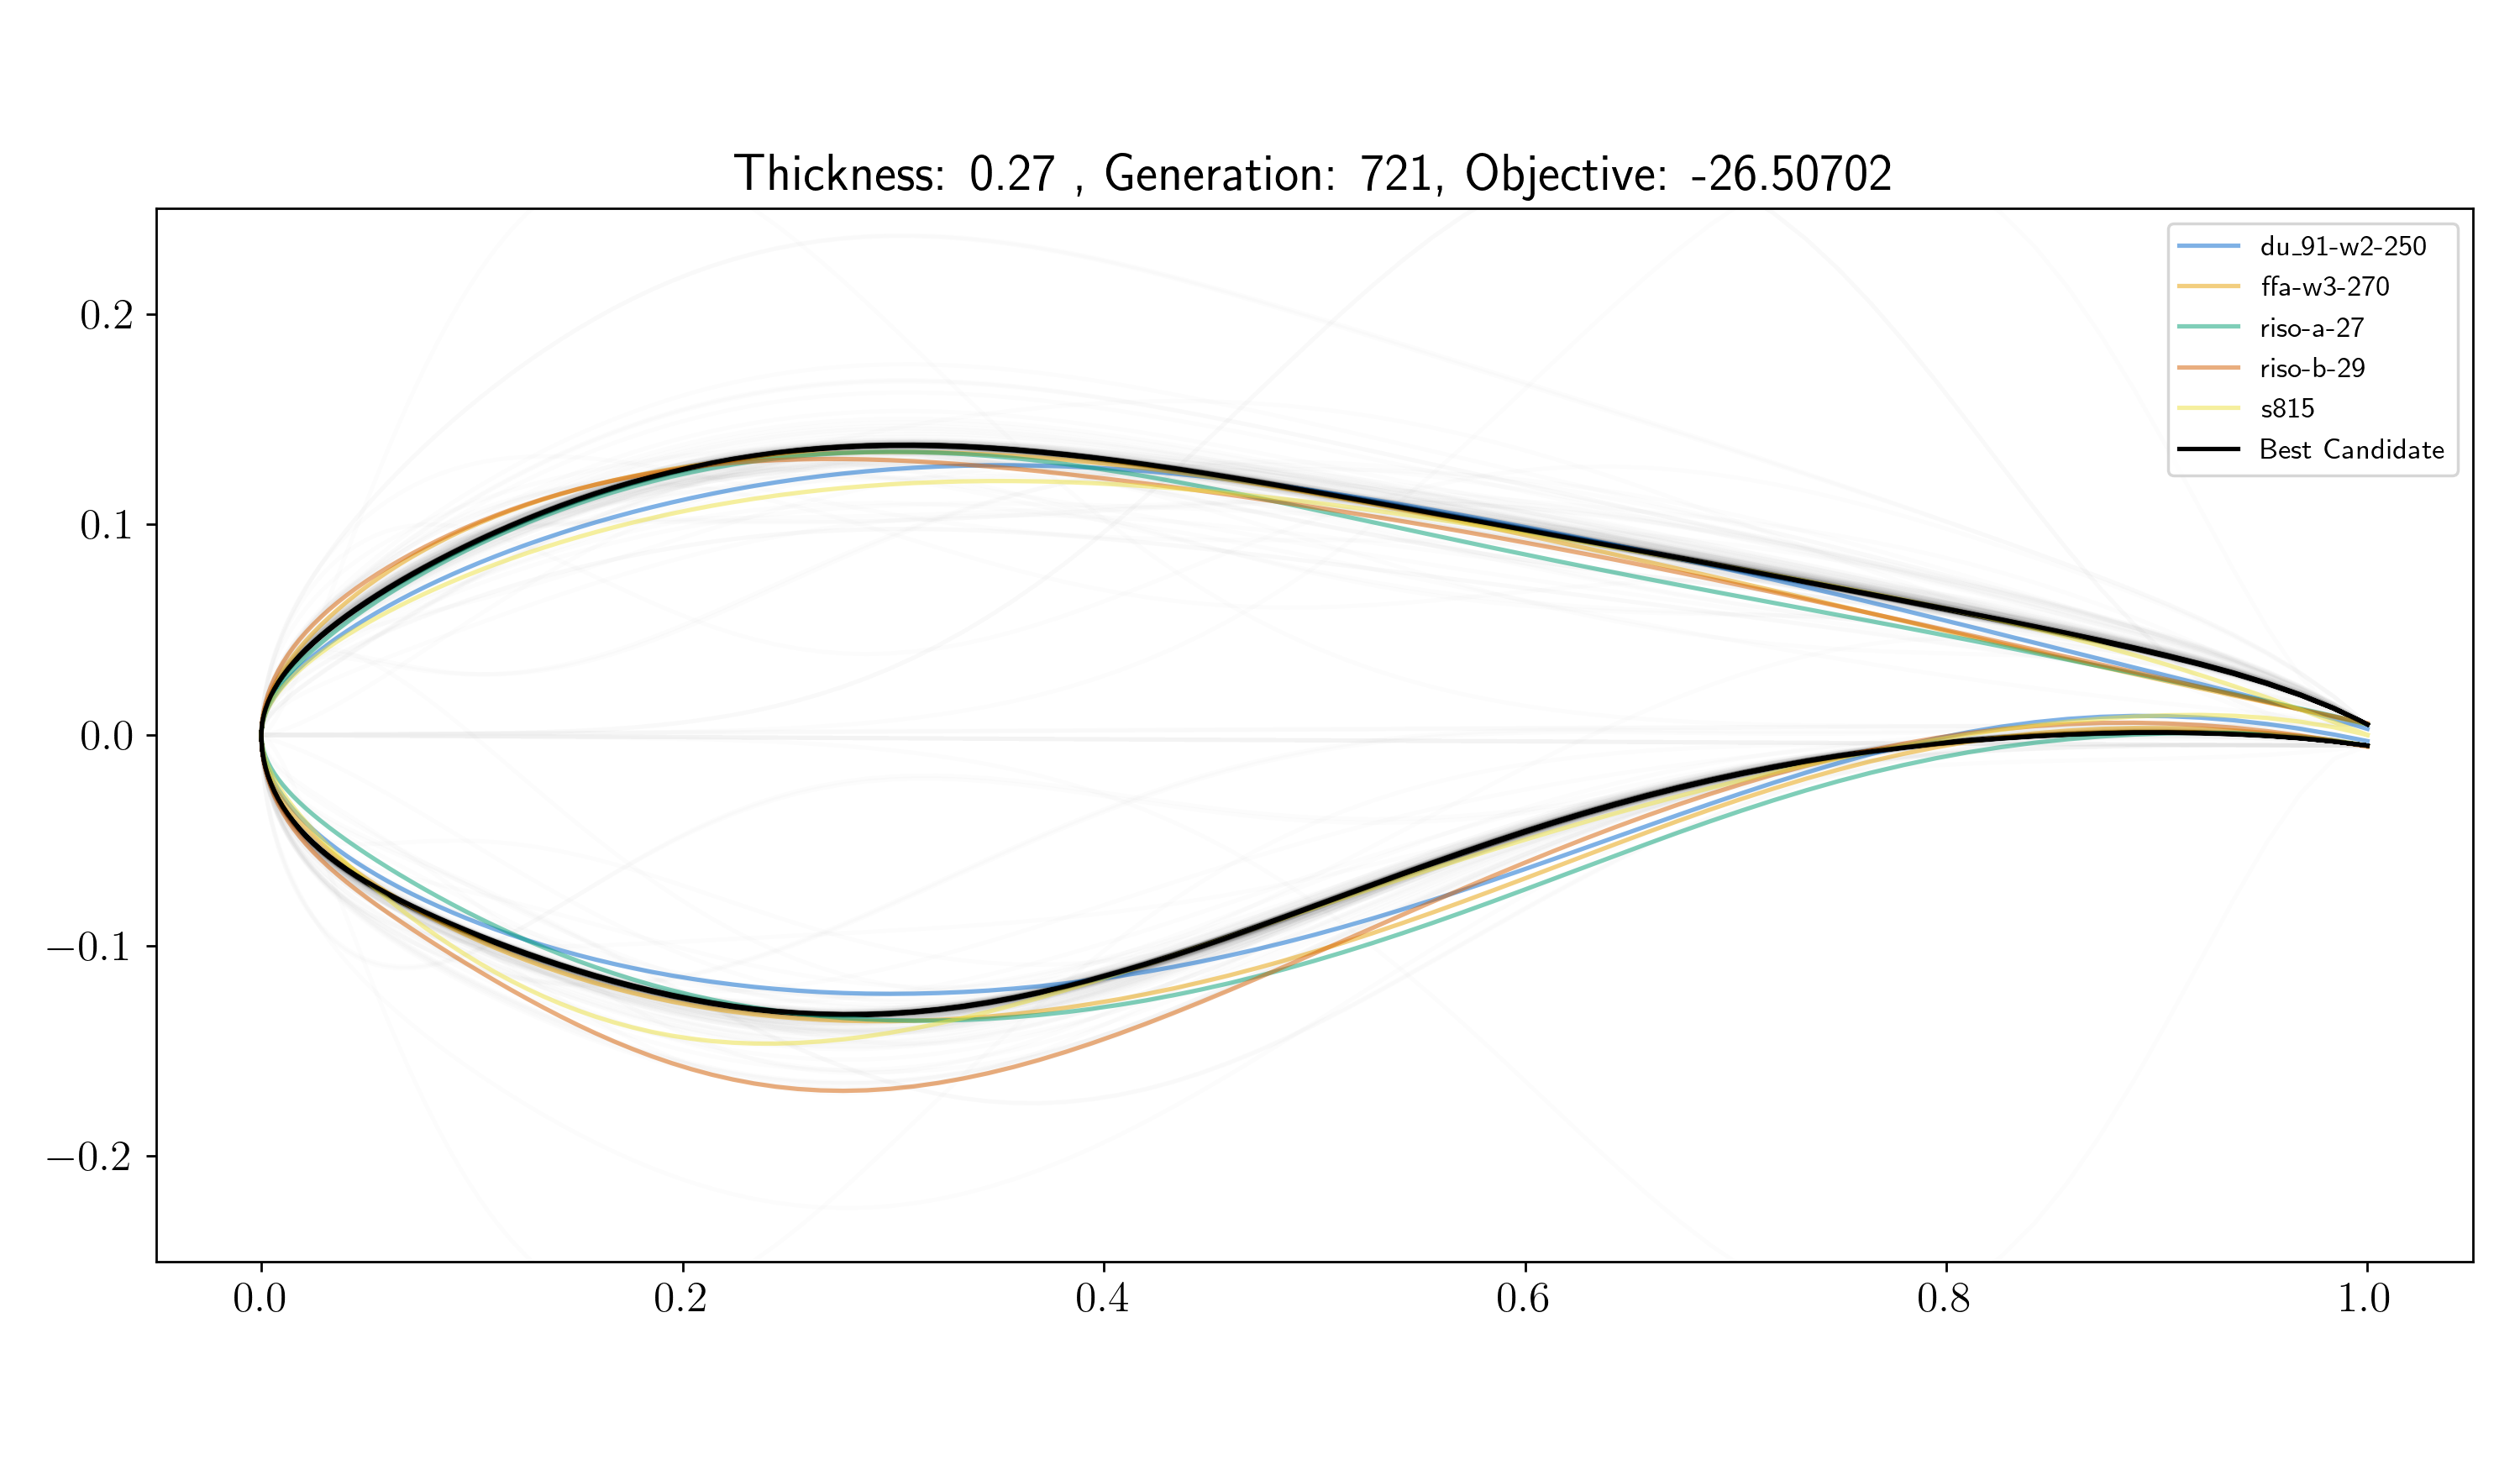 Thickness: 0.27 , Generation: 721, Objective: -26.50702
du_91-w2-250
ffa-w3-270
riso-a-27
riso-b-29
s815
Best Candidate
0.2
0.1
0.0
−0.1
−0.2
0.0 0.2 0.4 0.6 0.8 1.0